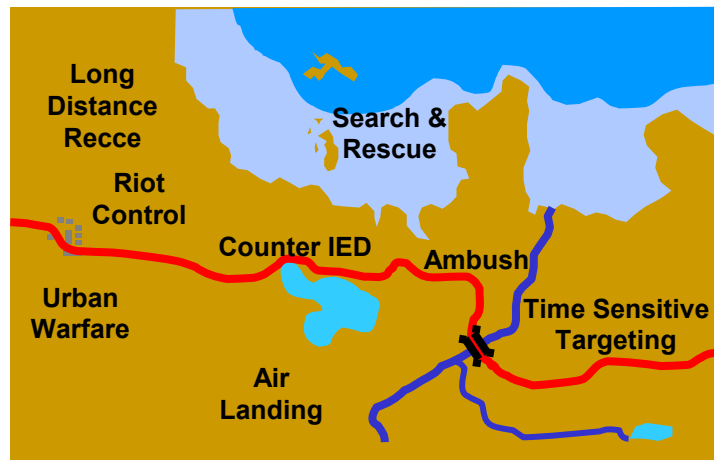 Long
Distance
Recce
Search &
Rescue
Riot
Control
Counter IED
Ambush
Urban
Warfare
Time Sensitive
Targeting
Air
Landing